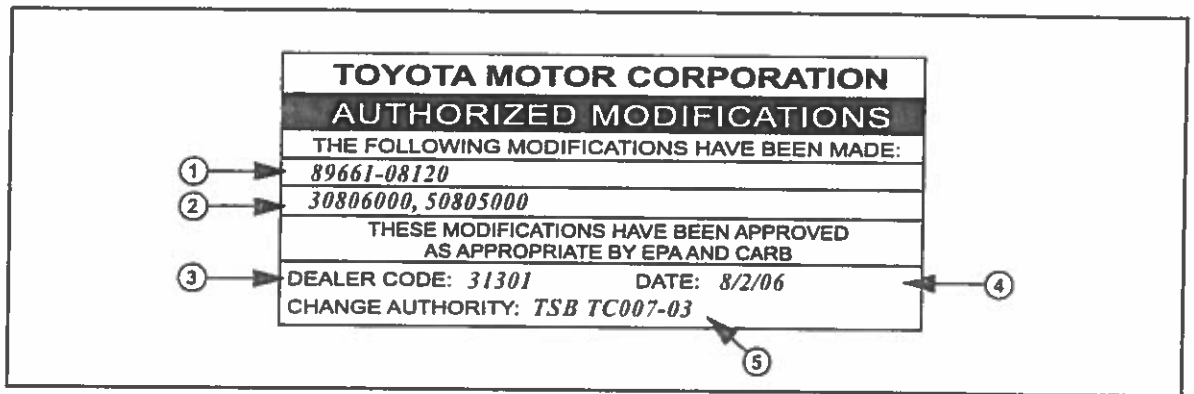 TOYOTA MOTOR CORPORATION
AUTHORIZED MODIFICATIONS
THE FOLLOWING MODIFICATIONS HAVE BEEN MADE:
1 89661-08120
2 30806000, 50805000
THESE MODIFICATIONS HAVE BEEN APPROVED
AS APPROPRIATE BY EPA AND CARB
3 DEALER CODE: 31301 DATE: 8/2/06 4
CHANGE AUTHORITY: TSB TC007-03
5